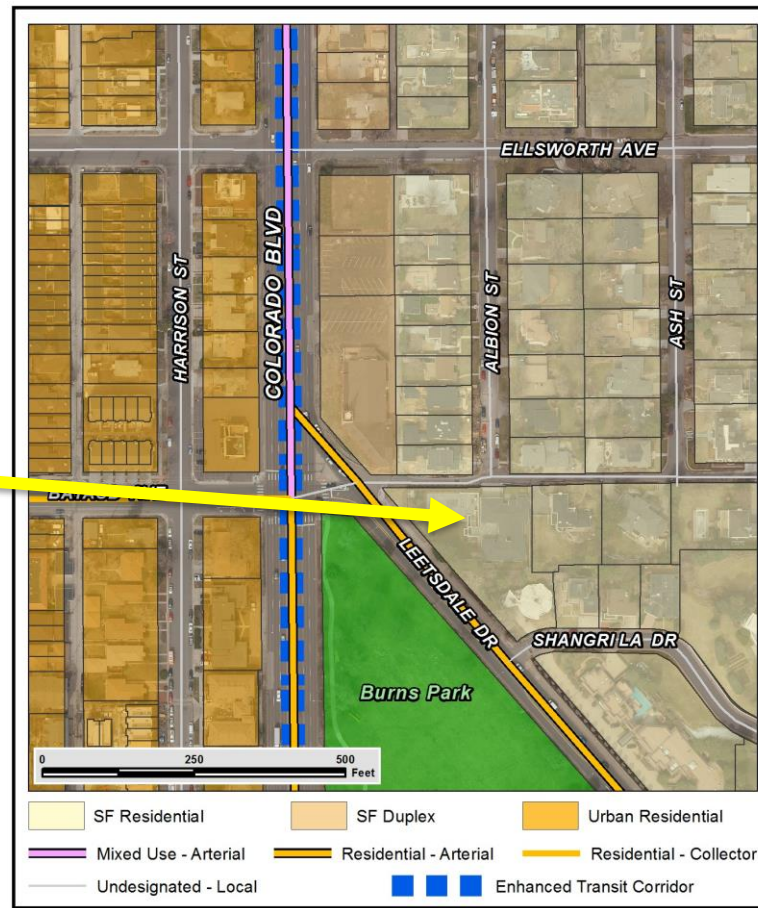 ELLSWORTH AVE
COLORADO BLVD
HARRISON ST
ALBION ST
ASH ST
LEETSDALE DR
SHANGRI LA DR
Burns Park
0 250 500
Feet
SF Residential SF Duplex Urban Residential
Mixed Use - Arterial Residential - Arterial Residential - Collector
Undesignated - Local Enhanced Transit Corridor